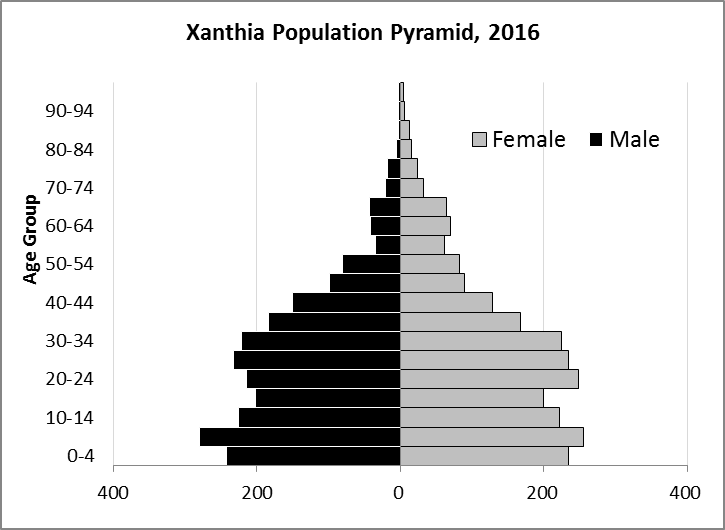 Xanthia Population Pyramid, 2016
Female Male
Age Group
90-94
80-84
70-74
60-64
50-54
40-44
30-34
20-24
10-14
0-4
400 200 0 200 400